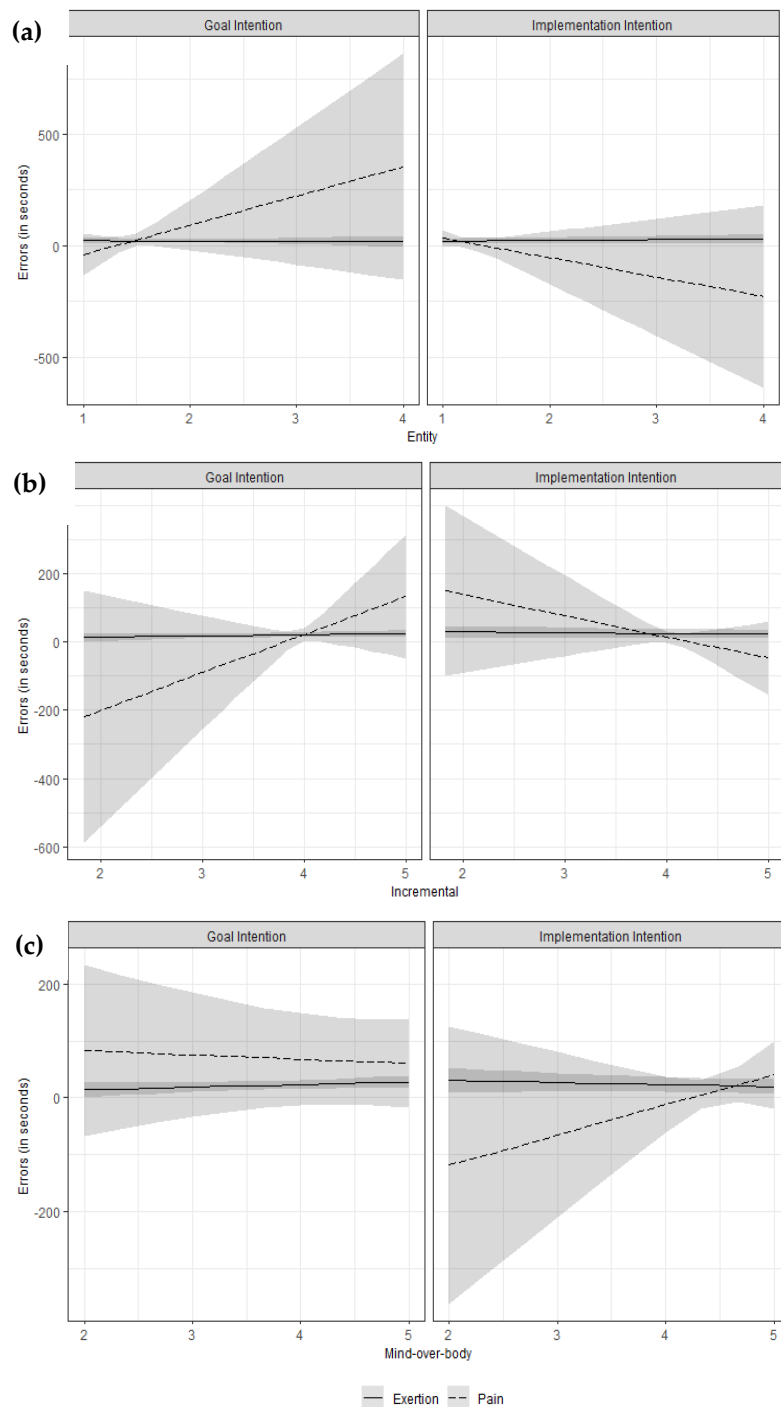 (a)
Goal Intention
Implementation Intention
Errors (in seconds)
500
0
-500
1 2 3 4 1 2 3 4
Entity
(b)
Goal Intention
Implementation Intention
Errors (in seconds)
200
0
-200
-400
-600
2 3 4 5 2 3 4 5
Incremental
(c)
Goal Intention
Implementation Intention
Errors (in seconds)
200
0
-200
2 3 4 5 2 3 4 5
Mind-over-body
Exertion Pain